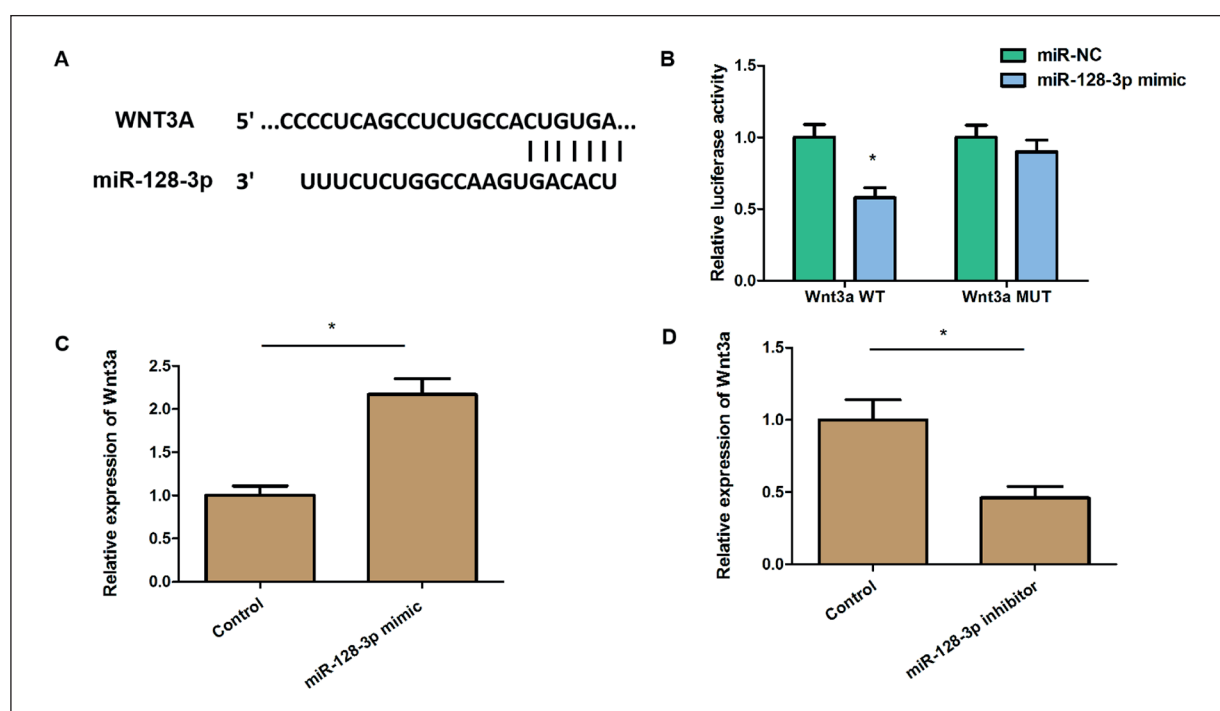 A
WNT3A 5' ...CCCCUCAGCCUCUGCCACUGUGA...
miR-128-3p 3' UUUCUCUGGCCAAGUGACACU
B
miR-NC
miR-128-3p mimic
Relative luciferase activity
1.5
1.0
0.5
0.0
*
Wnt3a WT
Wnt3a MUT
C
Relative expression of Wnt3a
2.5
2.0
1.5
1.0
0.5
0.0
*
Control
miR-128-3p mimic
D
Relative expression of Wnt3a
1.5
1.0
0.5
0.0
*
Control
miR-128-3p inhibitor